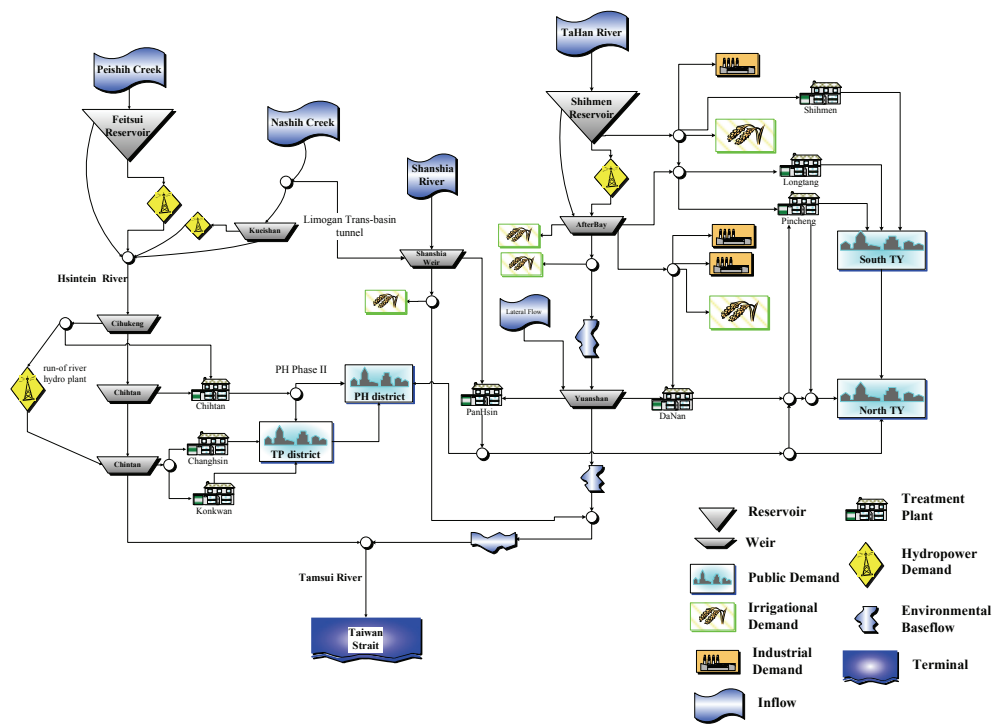 TaHan River
Peishih Creek
Feitsui
Reservoir
Nashih Creek
Shihmen
Reservoir
Shihmen
Shanshia
River
Longtang
Pincheng
Kueishan
Limogan Trans-basin
tunnel
AfterBay
South TY
Shanshia
Weir
Hsintein River
Lateral Flow
Cihukeng
run-of river
hydro plant
PH Phase II
Chihtan
Chihtan
PH district
PanHsin
Yuanshan
DaNan
North TY
Changhsin
TP district
Chintan
Konkwan
Tamsui River
Taiwan
Strait
Reservoir
Weir
Public Demand
Irrigational
Demand
Industrial
Demand
Inflow
Treatment
Plant
Hydropower
Demand
Environmental
Baseflow
Terminal